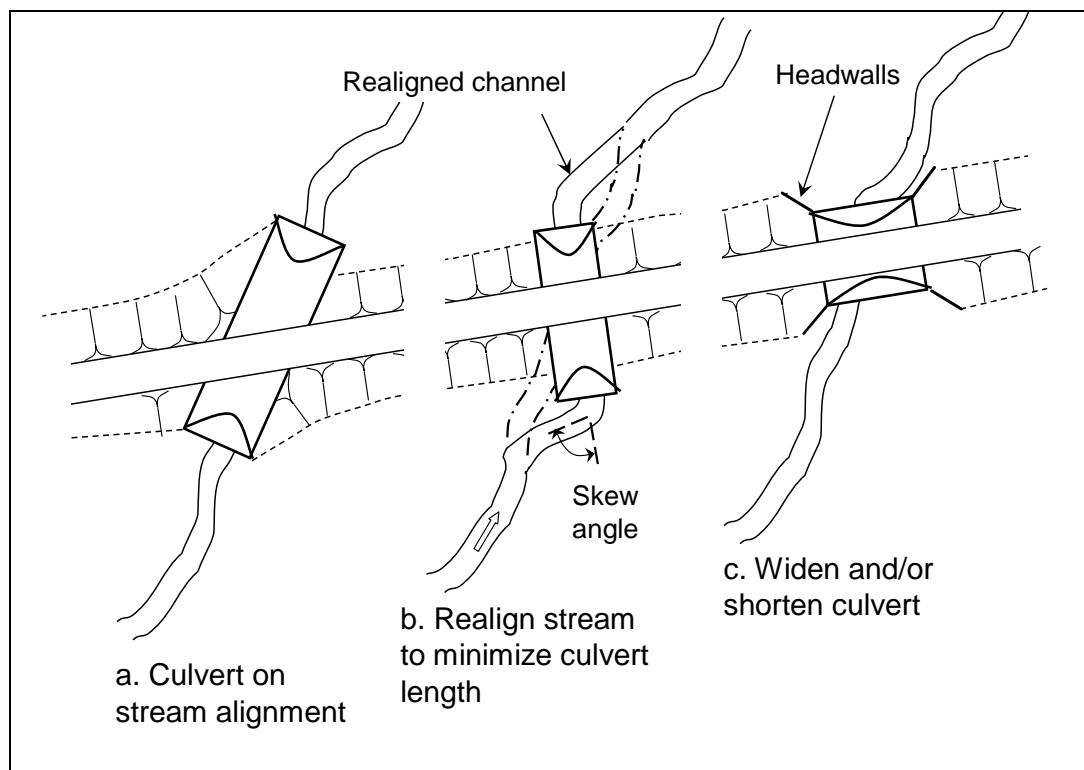 Realigned channel
Headwalls
Skew
angle
a. Culvert on
stream alignment
b. Realign stream
to minimize culvert
length
c. Widen and/or
shorten culvert